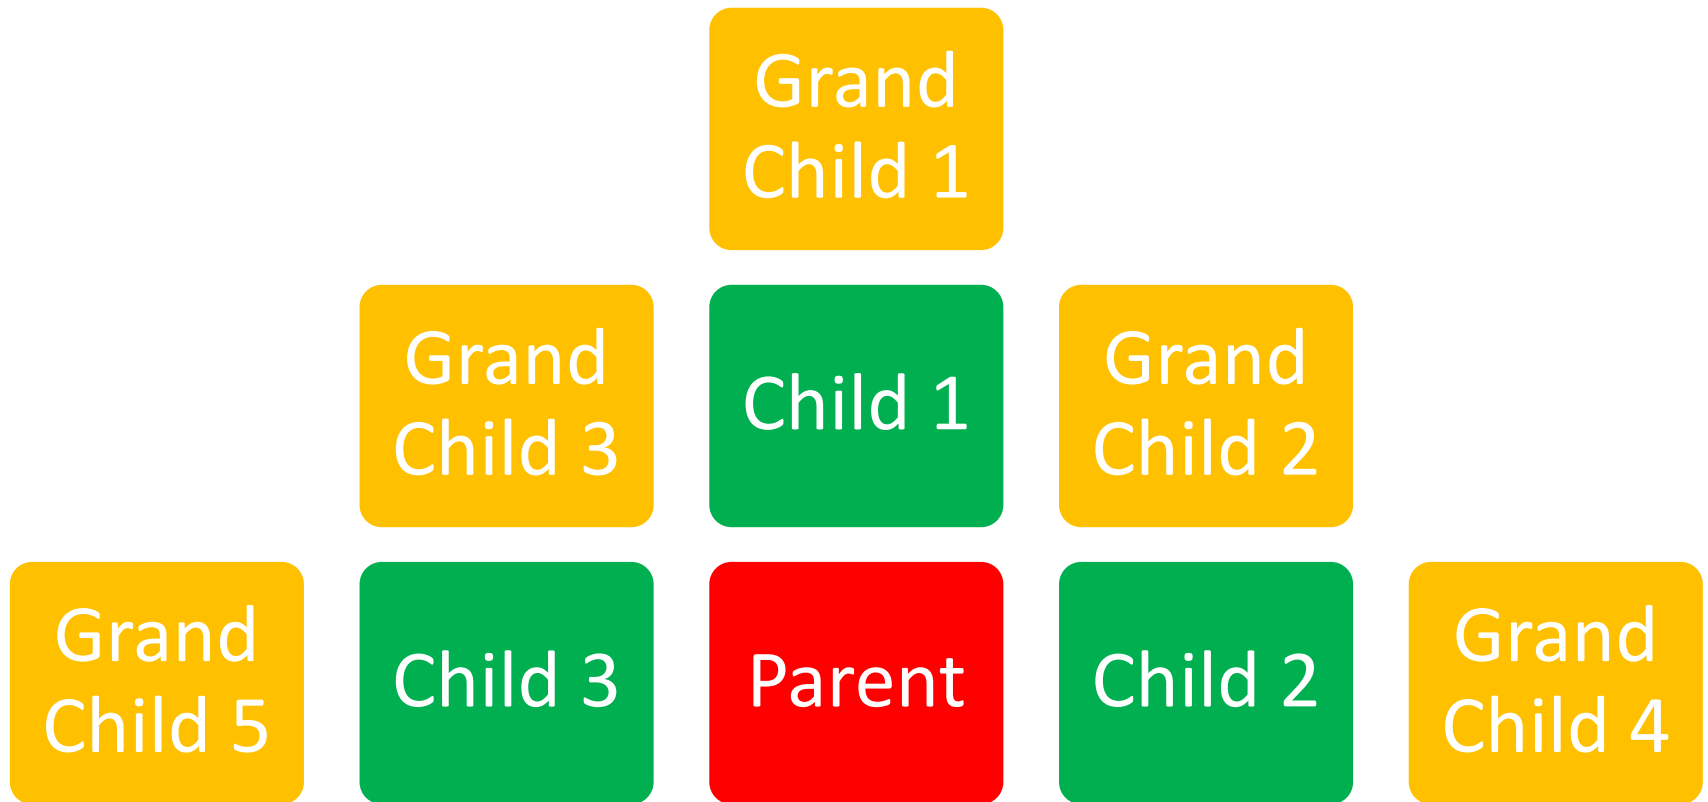 Grand
Child 1
Grand
Child 3
Child 1
Grand
Child 2
Grand
Child 5
Child 3
Parent
Child 2
Grand
Child 4